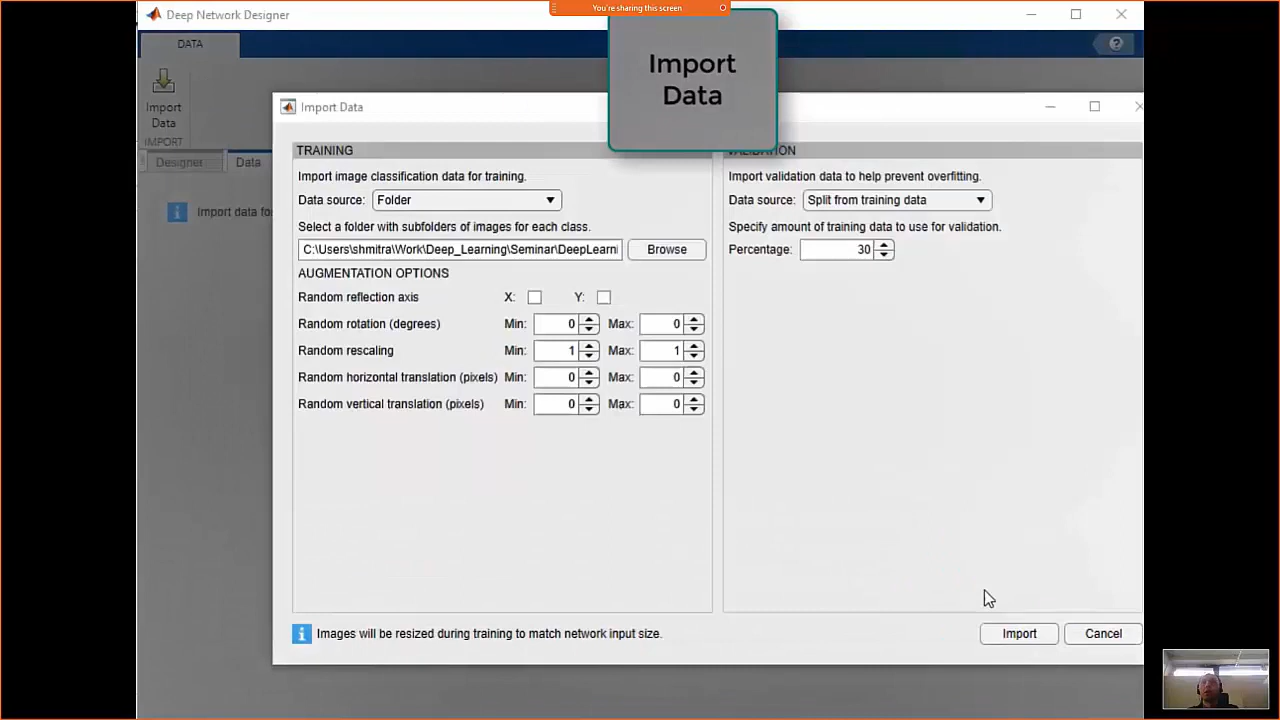 You're sharing this screen
Deep Network Designer
DATA
Import
Data
IMPORT
Designer
Data
Import data fo
Import
Data
Import Data
TRAINING
Import image classification data for training.
Data source: Folder
Select a folder with subfolders of images for each class.
C:\Users\shmitra\Work\Deep_Learning\Seminar\DeepLearni Browse
AUGMENTATION OPTIONS
Random reflection axis X: Y:
Random rotation (degrees) Min: 0 Max: 0
Random rescaling Min: 1 Max: 1
Random horizontal translation (pixels) Min: 0 Max: 0
Random vertical translation (pixels) Min: 0 Max: 0
VALIDATION
Import validation data to help prevent overfitting.
Data source: Split from training data
Specify amount of training data to use for validation.
Percentage: 30
Images will be resized during training to match network input size.
Import Cancel